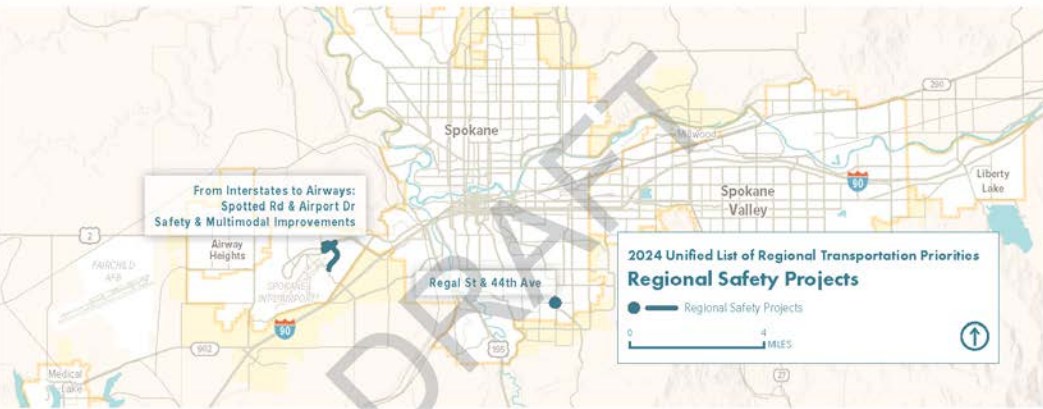 290
Spokane
Millwood
90
Liberty
Lake
From Interstates to Airways:
Spotted Rd & Airport Dr
Safety & Multimodal Improvements
Spokane
Valley
2
Airway
Heights
FAIRCHILD
AFB
SPOKANE
INTERNATIONAL
Regal St & 44th Ave
90
902
195
27
Medical
Lake
2024 Unified List of Regional Transportation Priorities
Regional Safety Projects
Regional Safety Projects
0 4
MILES
DRAFT